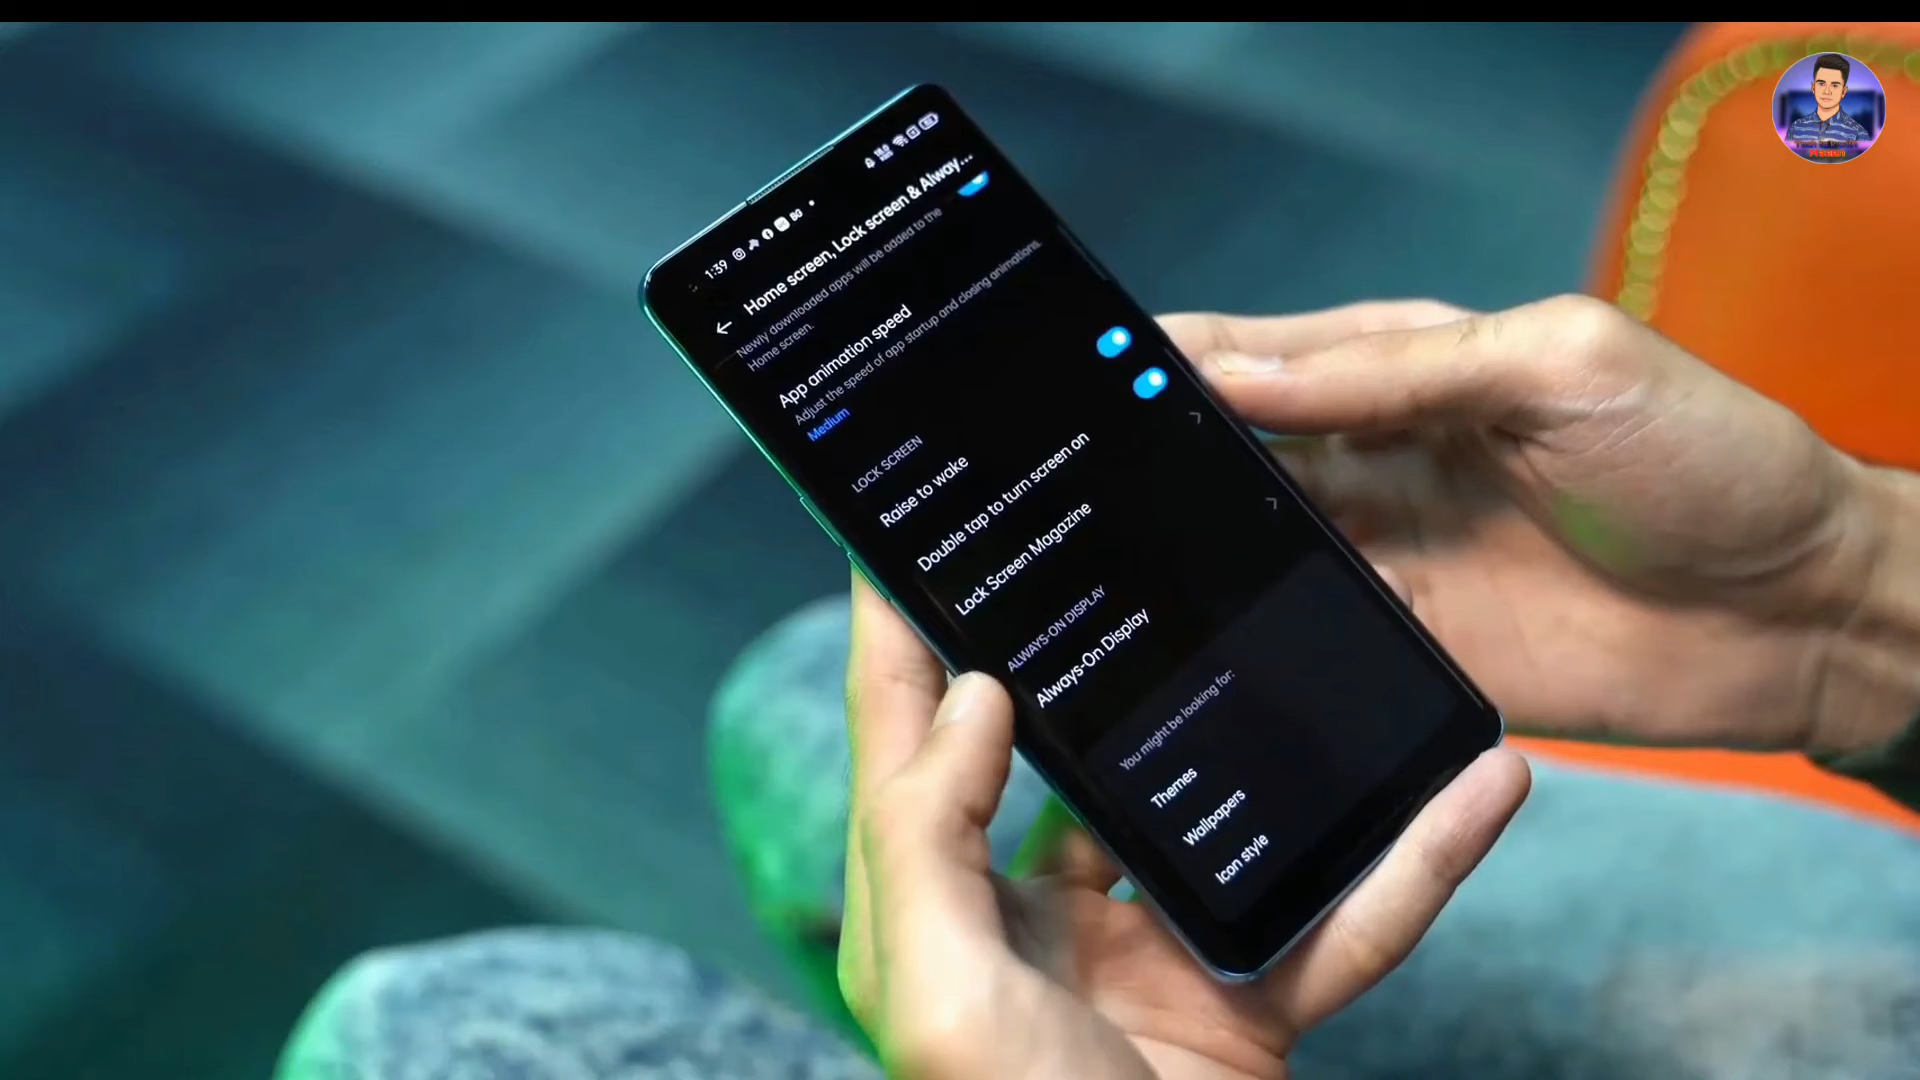 1:39
Home screen, Lock screen & Alway...
Newly downloaded apps will be added to the
Home screen.
App animation speed
Adjust the speed of app startup and closing animations.
Medium
LOCK SCREEN
Raise to wake
Double tap to turn screen on
Lock Screen Magazine
ALWAYS-ON DISPLAY
Always-On Display
You might be looking for:
Themes
Wallpapers
Icon style